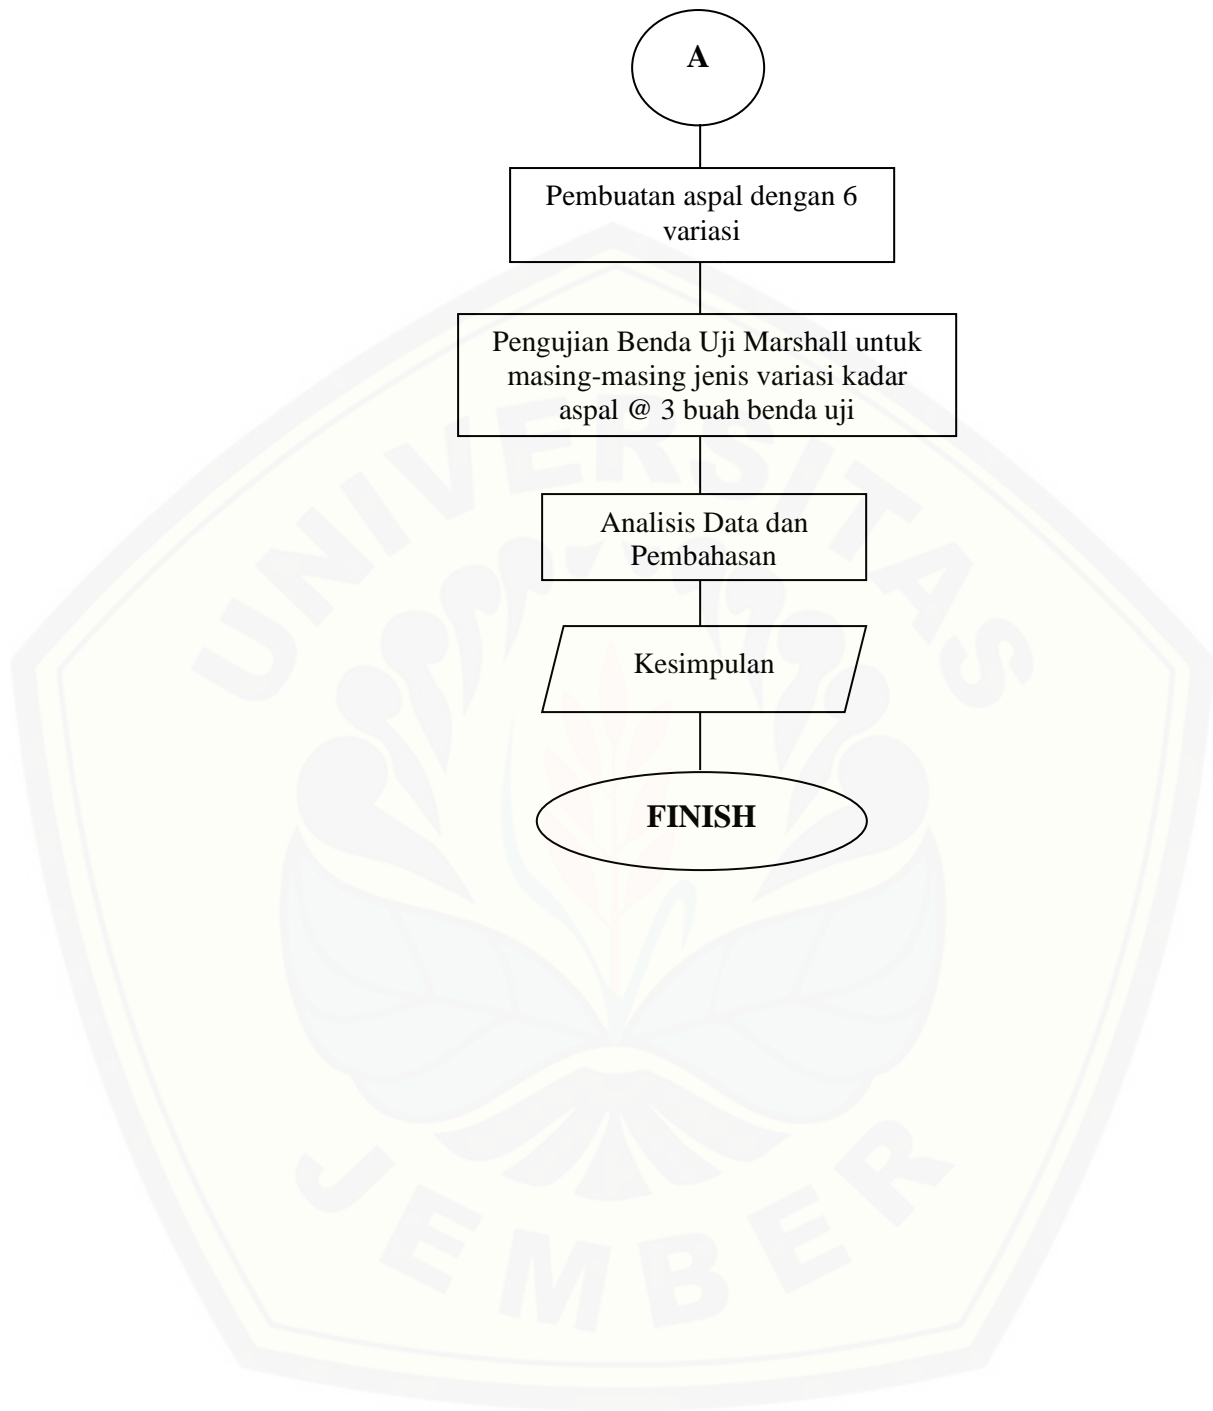 A
Pembuatan aspal dengan 6
variasi
Pengujian Benda Uji Marshall untuk
masing-masing jenis variasi kadar
aspal @ 3 buah benda uji
Analisis Data dan
Pembahasan
Kesimpulan
FINISH
UNIVERSITAS
JEMBER